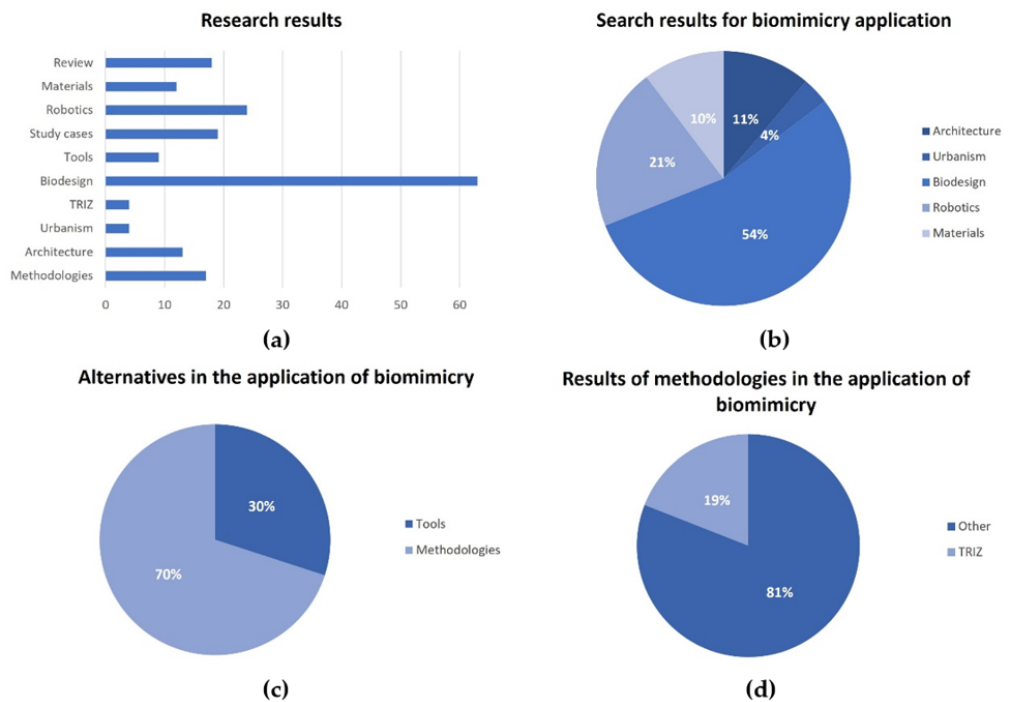 Research results
Review
Materials
Robotics
Study cases
Tools
Biodesign
TRIZ
Urbanism
Architecture
Methodologies
0 10 20 30 40 50 60
(a)
Search results for biomimicry application
10%
11%
4%
21%
54%
Architecture
Urbanism
Biodesign
Robotics
Materials
(b)
Alternatives in the application of biomimicry
30%
70%
Tools
Methodologies
(c)
Results of methodologies in the application of
biomimicry
19%
81%
Other
TRIZ
(d)